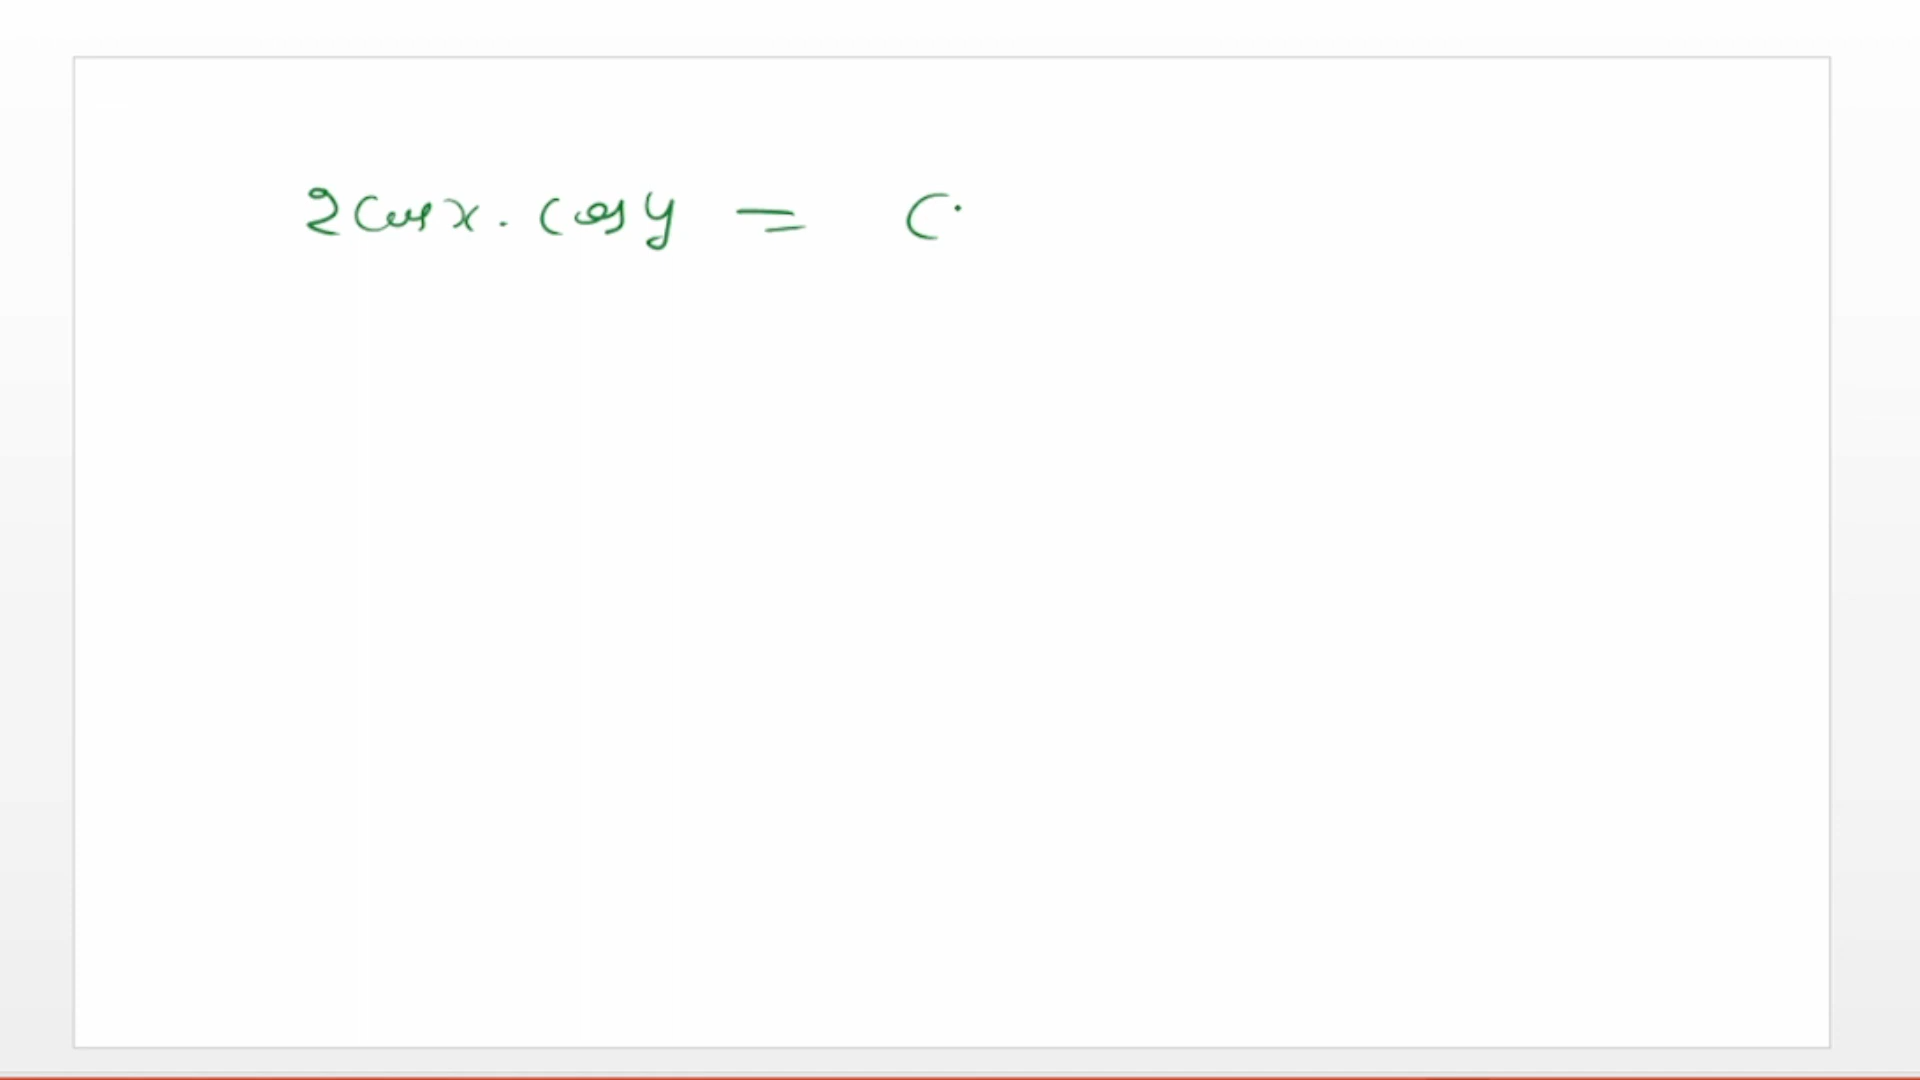 2cosx . cosy = c